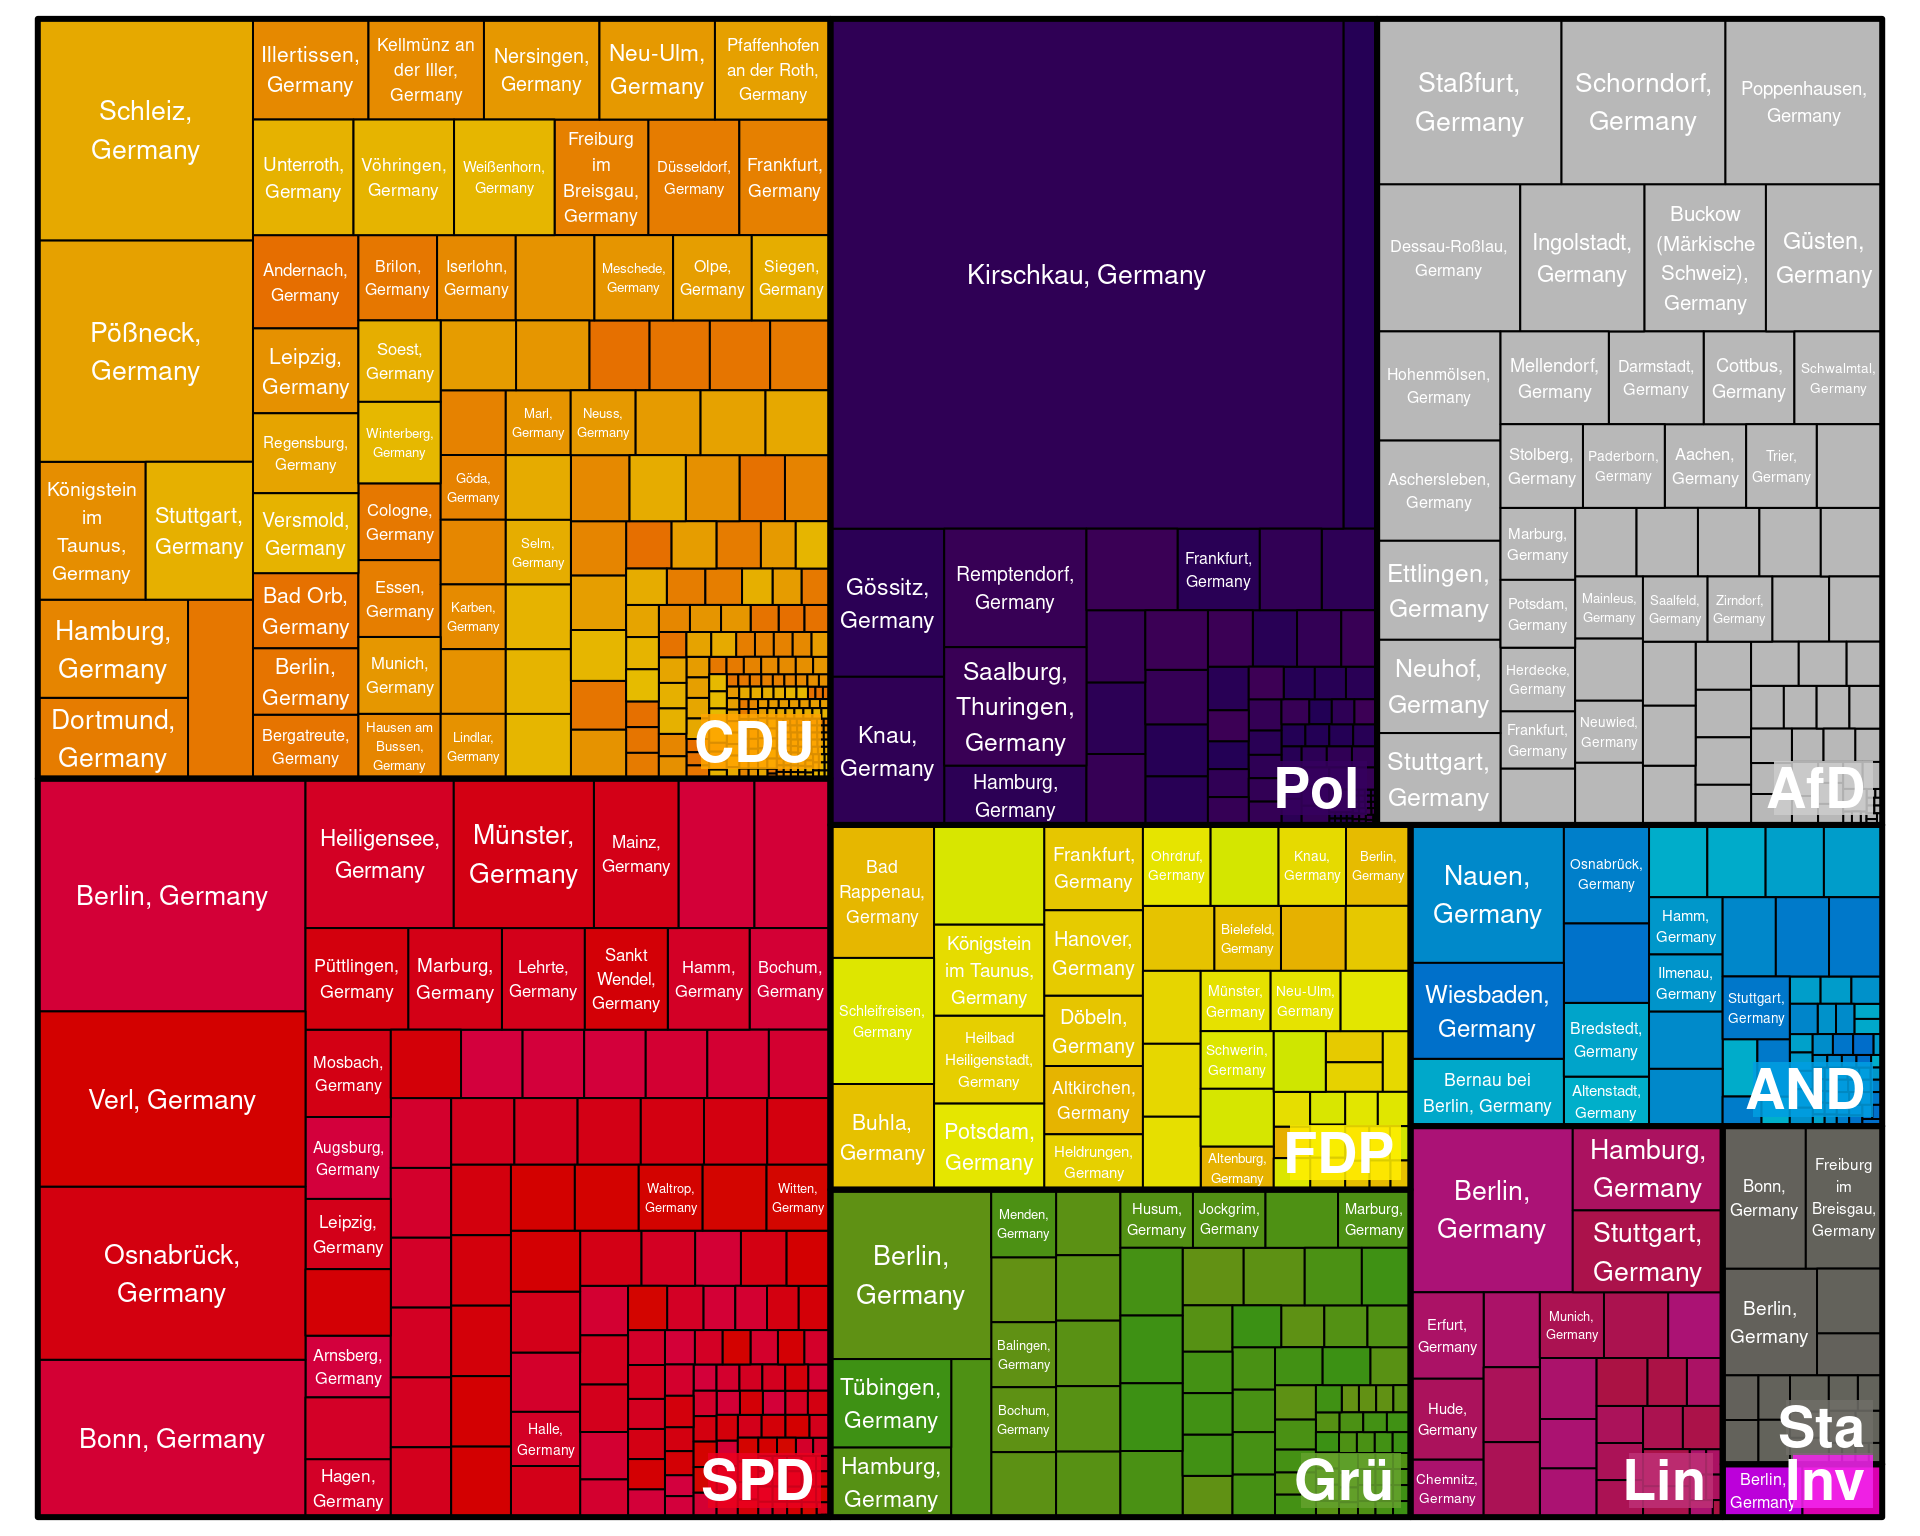 Schleiz,
Germany
Pößneck,
Germany
Königstein
im
Taunus,
Germany
Stuttgart,
Germany
Hamburg,
Germany
Dortmund,
Germany
Illertissen,
Germany
Kellmünz an
der Iller,
Germany
Nersingen,
Germany
Neu-Ulm,
Germany
Pfaffenhofen
an der Roth,
Germany
Unterroth,
Germany
Vöhringen,
Germany
Weißenhorn,
Germany
Freiburg
im
Breisgau,
Germany
Düsseldorf,
Germany
Frankfurt,
Germany
Andernach,
Germany
Brilon,
Germany
Iserlohn,
Germany
Meschede,
Germany
Olpe,
Germany
Siegen,
Germany
Leipzig,
Germany
Soest,
Germany
Regensburg,
Germany
Winterberg,
Germany
Marl,
Germany
Neuss,
Germany
Versmold,
Germany
Cologne,
Germany
Göda,
Germany
Selm,
Germany
Bad Orb,
Germany
Essen,
Germany
Karben,
Germany
Berlin,
Germany
Munich,
Germany
Bergatreute,
Germany
Hausen am
Bussen,
Germany
Lindlar,
Germany
CDU
Kirschkau, Germany
Gössitz,
Germany
Knau,
Germany
Remptendorf,
Germany
Saalburg,
Thuringen,
Germany
Hamburg,
Germany
Frankfurt,
Germany
Pol
Staßfurt,
Germany
Schorndorf,
Germany
Poppenhausen,
Germany
Dessau-Roßlau,
Germany
Ingolstadt,
Germany
Buckow
(Märkische
Schweiz),
Germany
Güsten,
Germany
Hohenmölsen,
Germany
Mellendorf,
Germany
Darmstadt,
Germany
Cottbus,
Germany
Schwalmtal,
Germany
Aschersleben,
Germany
Stolberg,
Germany
Paderborn,
Germany
Aachen,
Germany
Trier,
Germany
Ettlingen,
Germany
Marburg,
Germany
Potsdam,
Germany
Mainleus,
Germany
Saalfeld,
Germany
Zirndorf,
Germany
Neuhof,
Germany
Herdecke,
Germany
Stuttgart,
Germany
Frankfurt,
Germany
Neuwied,
Germany
AfD
Berlin, Germany
Verl, Germany
Osnabrück,
Germany
Bonn, Germany
Heiligensee,
Germany
Münster,
Germany
Mainz,
Germany
Püttlingen,
Germany
Marburg,
Germany
Lehrte,
Germany
Sankt
Wendel,
Germany
Hamm,
Germany
Bochum,
Germany
Mosbach,
Germany
Augsburg,
Germany
Leipzig,
Germany
Waltrop,
Germany
Witten,
Germany
Arnsberg,
Germany
Halle,
Germany
Hagen,
Germany
SPD
Bad
Rappenau,
Germany
Schleifreisen,
Germany
Buhla,
Germany
Königstein
im Taunus,
Germany
Heilbad
Heiligenstadt,
Germany
Potsdam,
Germany
Frankfurt,
Germany
Hanover,
Germany
Döbeln,
Germany
Altkirchen,
Germany
Heldrungen,
Germany
Ohrdruf,
Germany
Knau,
Germany
Berlin,
Germany
Bielefeld,
Germany
Münster,
Germany
Neu-Ulm,
Germany
Schwerin,
Germany
Altenburg,
Germany
FDP
Nauen,
Germany
Wiesbaden,
Germany
Bernau bei
Berlin, Germany
Osnabrück,
Germany
Bredstedt,
Germany
Altenstadt,
Germany
Hamm,
Germany
Ilmenau,
Germany
Stuttgart,
Germany
AND
Berlin,
Germany
Tübingen,
Germany
Hamburg,
Germany
Menden,
Germany
Balingen,
Germany
Bochum,
Germany
Husum,
Germany
Jockgrim,
Germany
Marburg,
Germany
Grü
Berlin,
Germany
Hamburg,
Germany
Stuttgart,
Germany
Erfurt,
Germany
Munich,
Germany
Hude,
Germany
Chemnitz,
Germany
Lin
Bonn,
Germany
Freiburg
im
Breisgau,
Germany
Berlin,
Germany
Sta
Berlin,
Germany
Inv